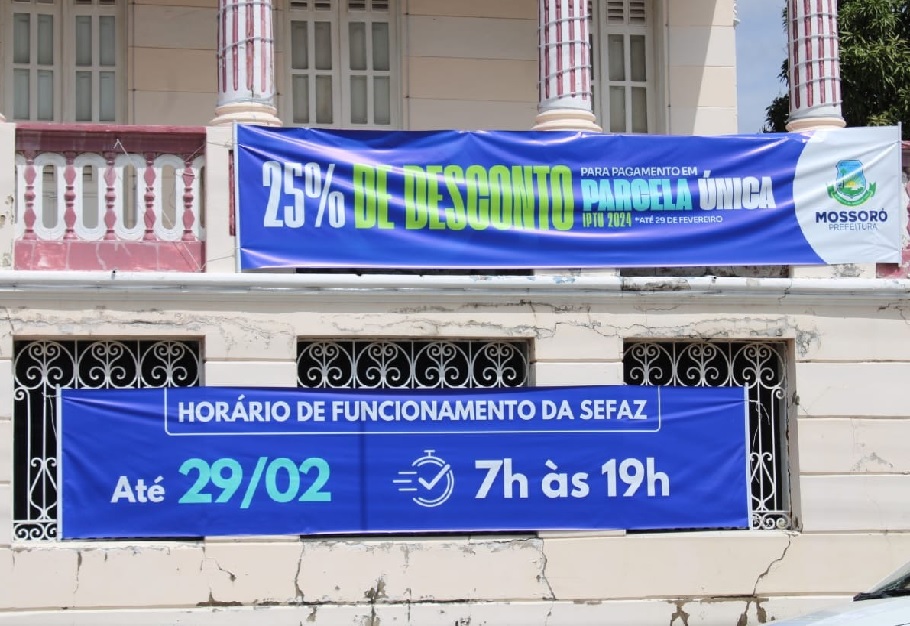 25% DE DESCONTO
PARA PAGAMENTO EM
PARCELA ÚNICA
IPTU 2024 *ATÉ 29 DE FEVEREIRO
MOSSORÓ
PREFEITURA
HORÁRIO DE FUNCIONAMENTO DA SEFAZ
Até 29/02
7h às 19h